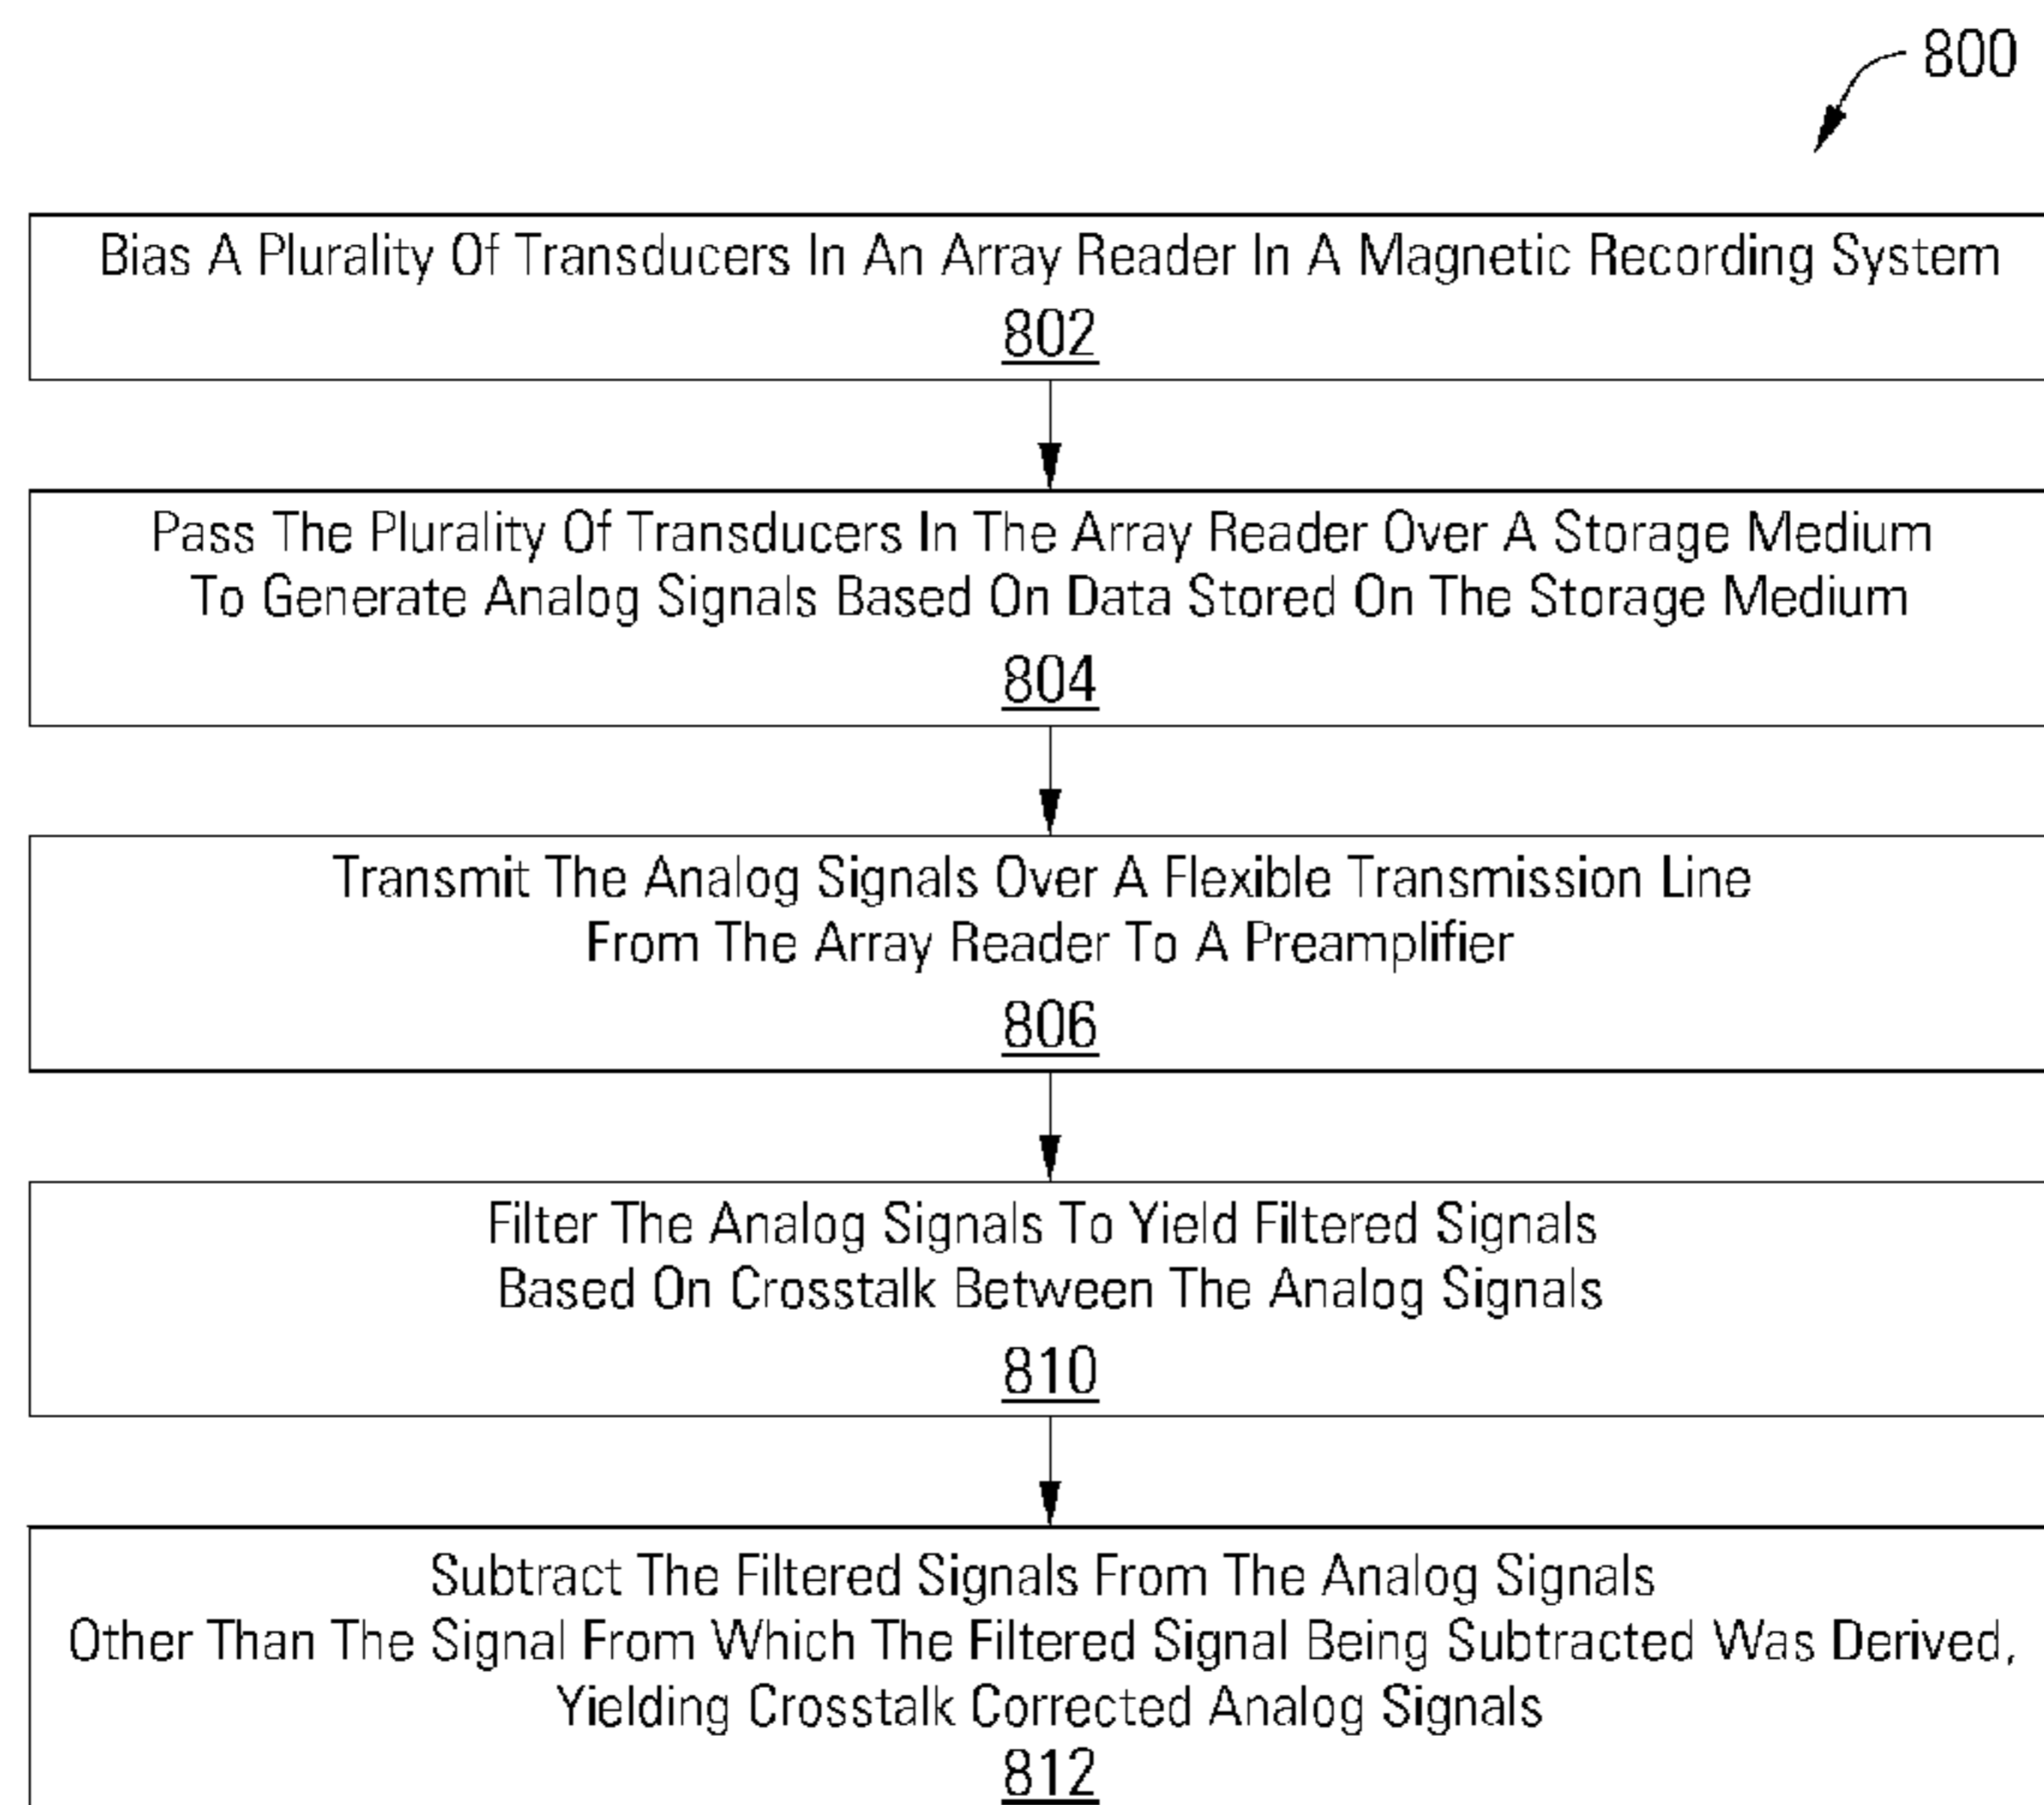 800
Bias A Plurality Of Transducers In An Array Reader In A Magnetic Recording System
802
Pass The Plurality Of Transducers In The Array Reader Over A Storage Medium
To Generate Analog Signals Based On Data Stored On The Storage Medium
804
Transmit The Analog Signals Over A Flexible Transmission Line
From The Array Reader To A Preamplifier
806
Filter The Analog Signals To Yield Filtered Signals
Based On Crosstalk Between The Analog Signals
810
Subtract The Filtered Signals From The Analog Signals
Other Than The Signal From Which The Filtered Signal Being Subtracted Was Derived,
Yielding Crosstalk Corrected Analog Signals
812